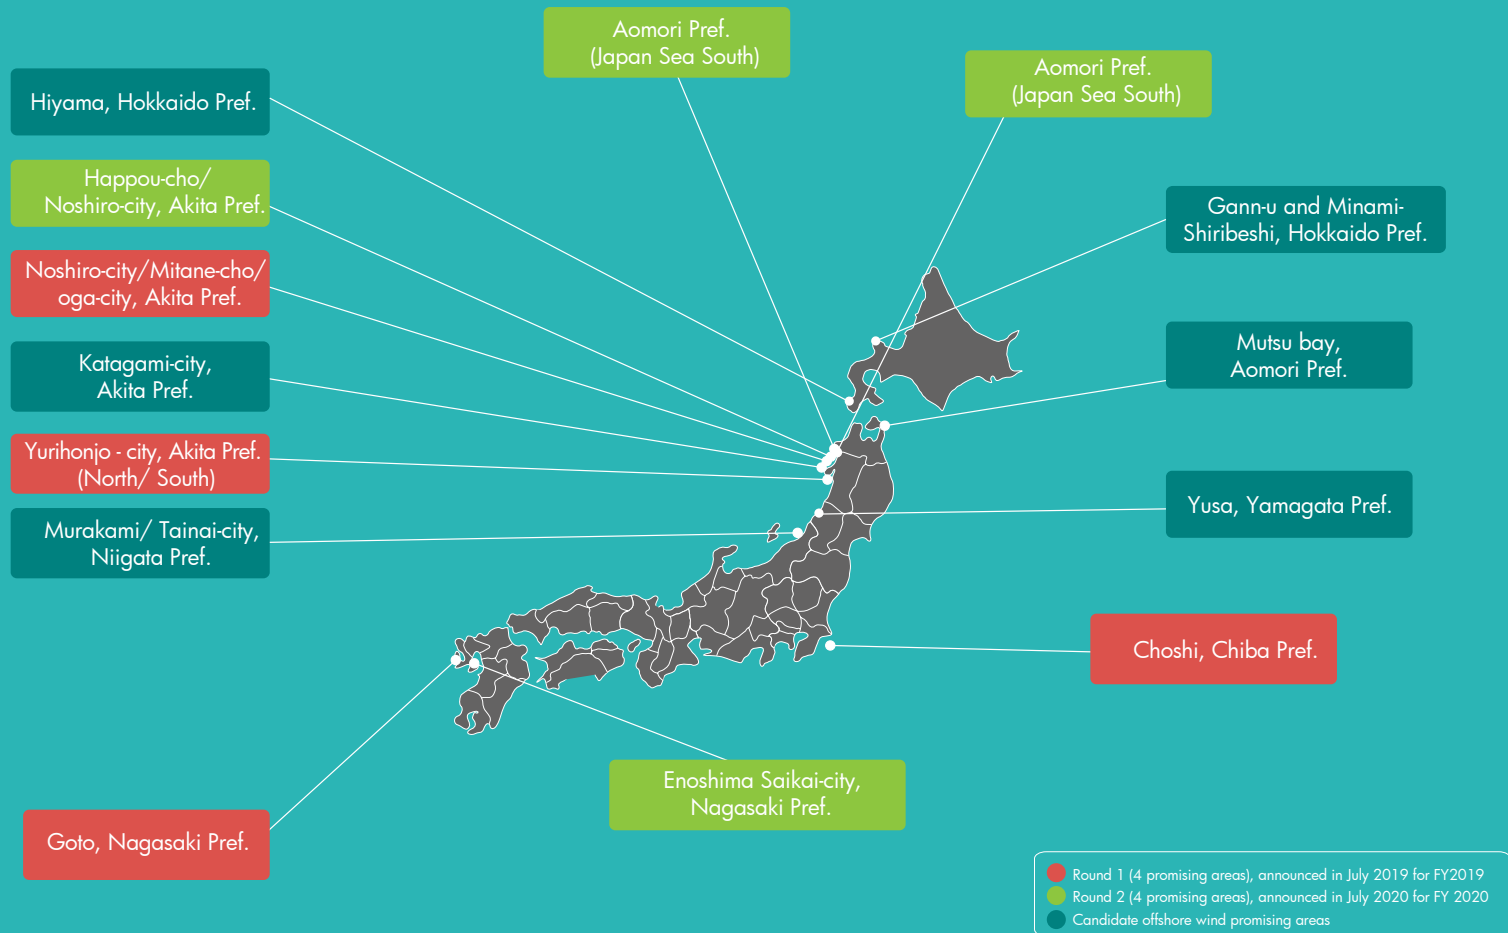 Aomori Pref.
(Japan Sea South)
Aomori Pref.
(Japan Sea South)
Hiyama, Hokkaido Pref.
Happou-cho/
Noshiro-city, Akita Pref.
Noshiro-city/Mitane-cho/
oga-city, Akita Pref.
Katagami-city,
Akita Pref.
Yurihonjo - city, Akita Pref.
(North/ South)
Murakami/ Tainai-city,
Niigata Pref.
Gann-u and Minami-
Shiribeshi, Hokkaido Pref.
Mutsu bay,
Aomori Pref.
Yusa, Yamagata Pref.
Choshi, Chiba Pref.
Enoshima Saikai-city,
Nagasaki Pref.
Goto, Nagasaki Pref.
Round 1 (4 promising areas), announced in July 2019 for FY2019
Round 2 (4 promising areas), announced in July 2020 for FY 2020
Candidate offshore wind promising areas